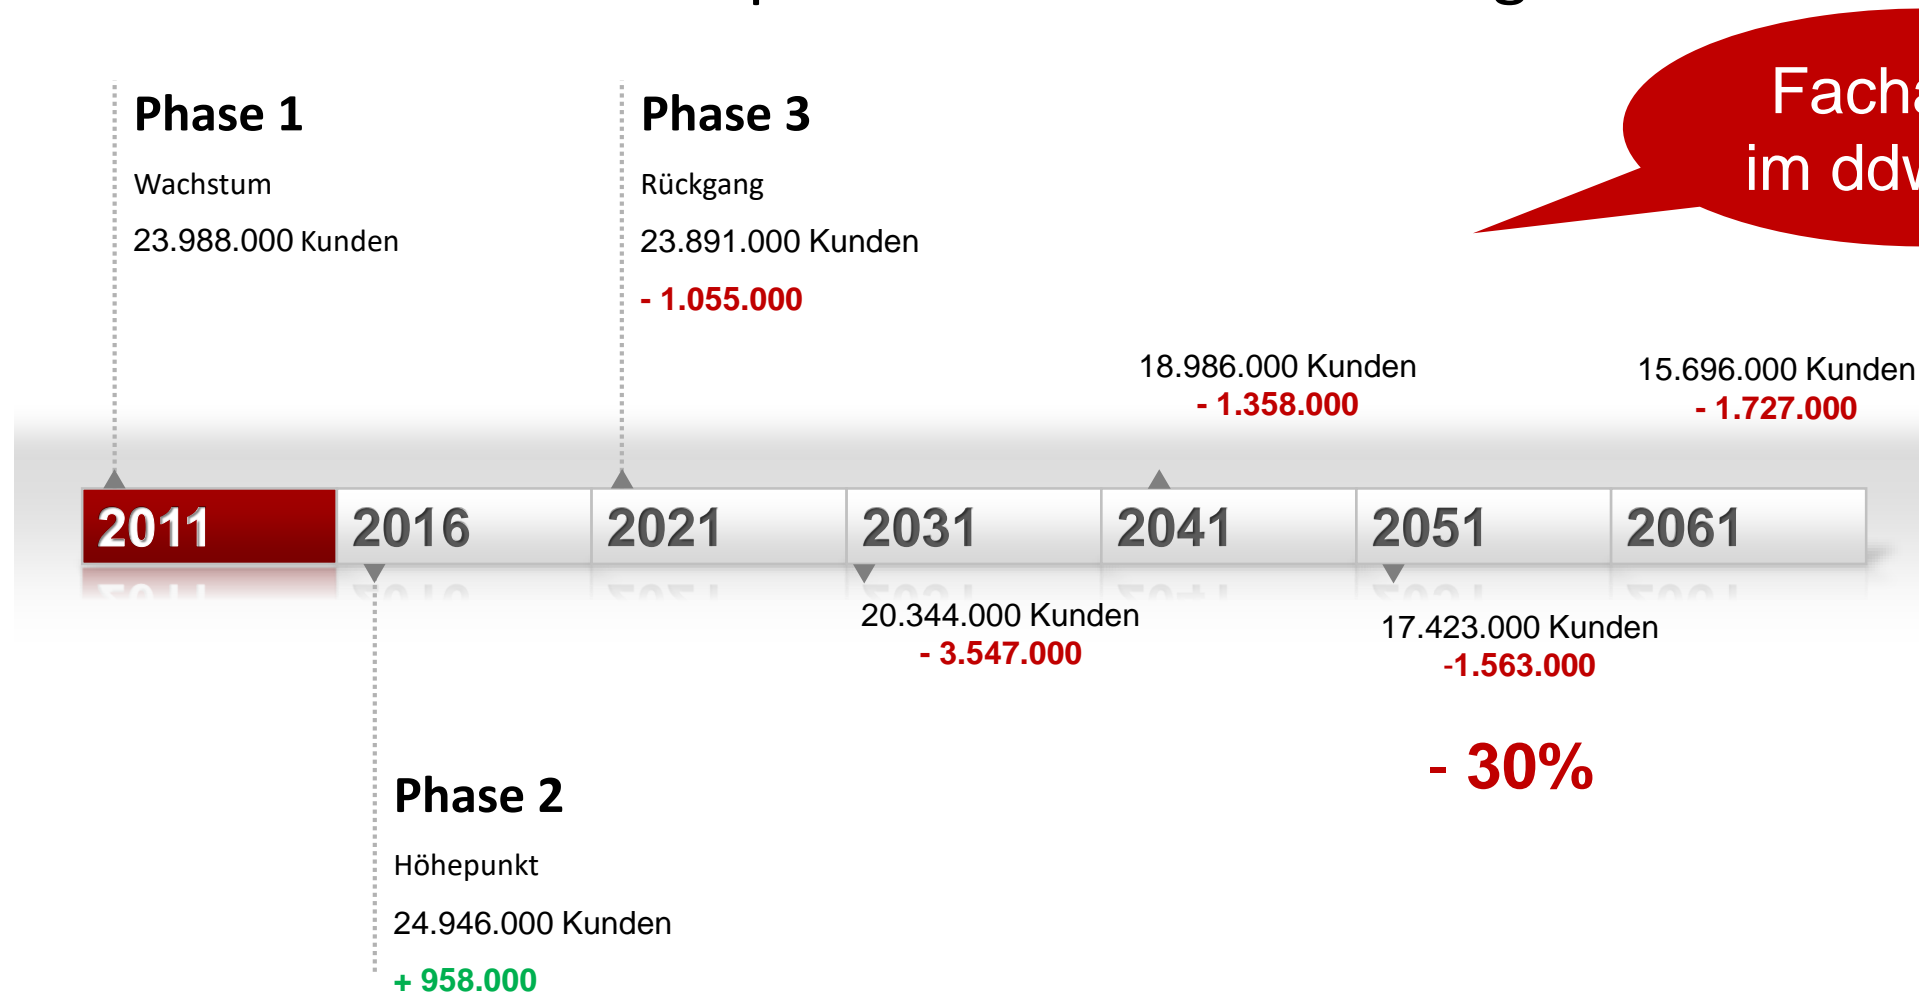 Phase 1
Wachstum
23.988.000 Kunden
Phase 3
Rückgang
23.891.000 Kunden
- 1.055.000
im
18.986.000 Kunden
- 1.358.000
15.696.000 Kunden
- 1.727.000
2011
2016
2021
2031
2041
2051
2061
20.344.000 Kunden
- 3.547.000
17.423.000 Kunden
-1.563.000
- 30%
Phase 2
Höhepunkt
24.946.000 Kunden
+ 958.000